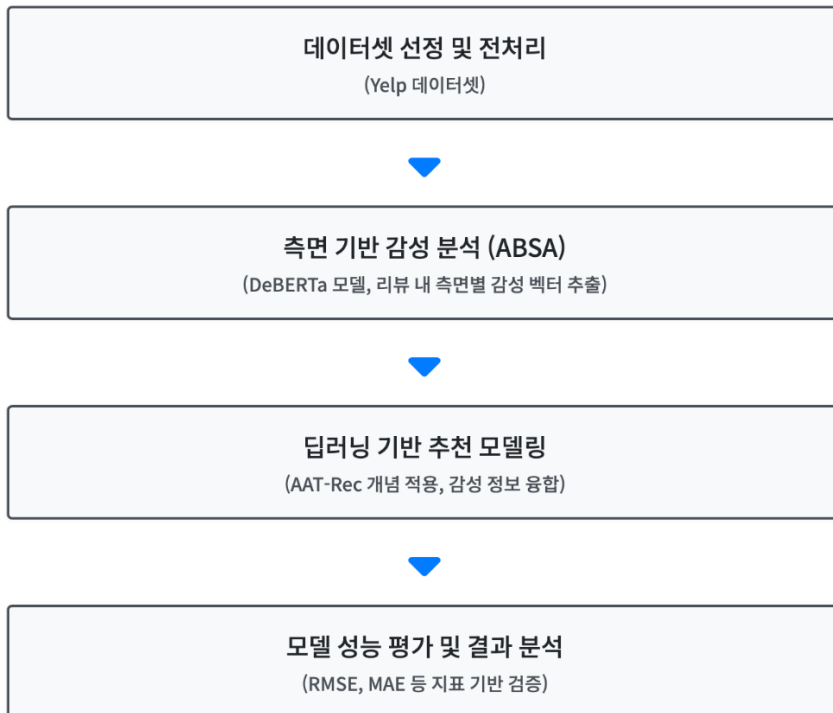 데이터셋 선정 및 전처리
(Yelp 데이터셋)
측면 기반 감성 분석 (ABSA)
(DeBERTa 모델, 리뷰 내 측면별 감성 벡터 추출)
딥러닝 기반 추천 모델링
(AAT-Rec 개념 적용, 감성 정보 융합)
모델 성능 평가 및 결과 분석
(RMSE, MAE 등 지표 기반 검증)